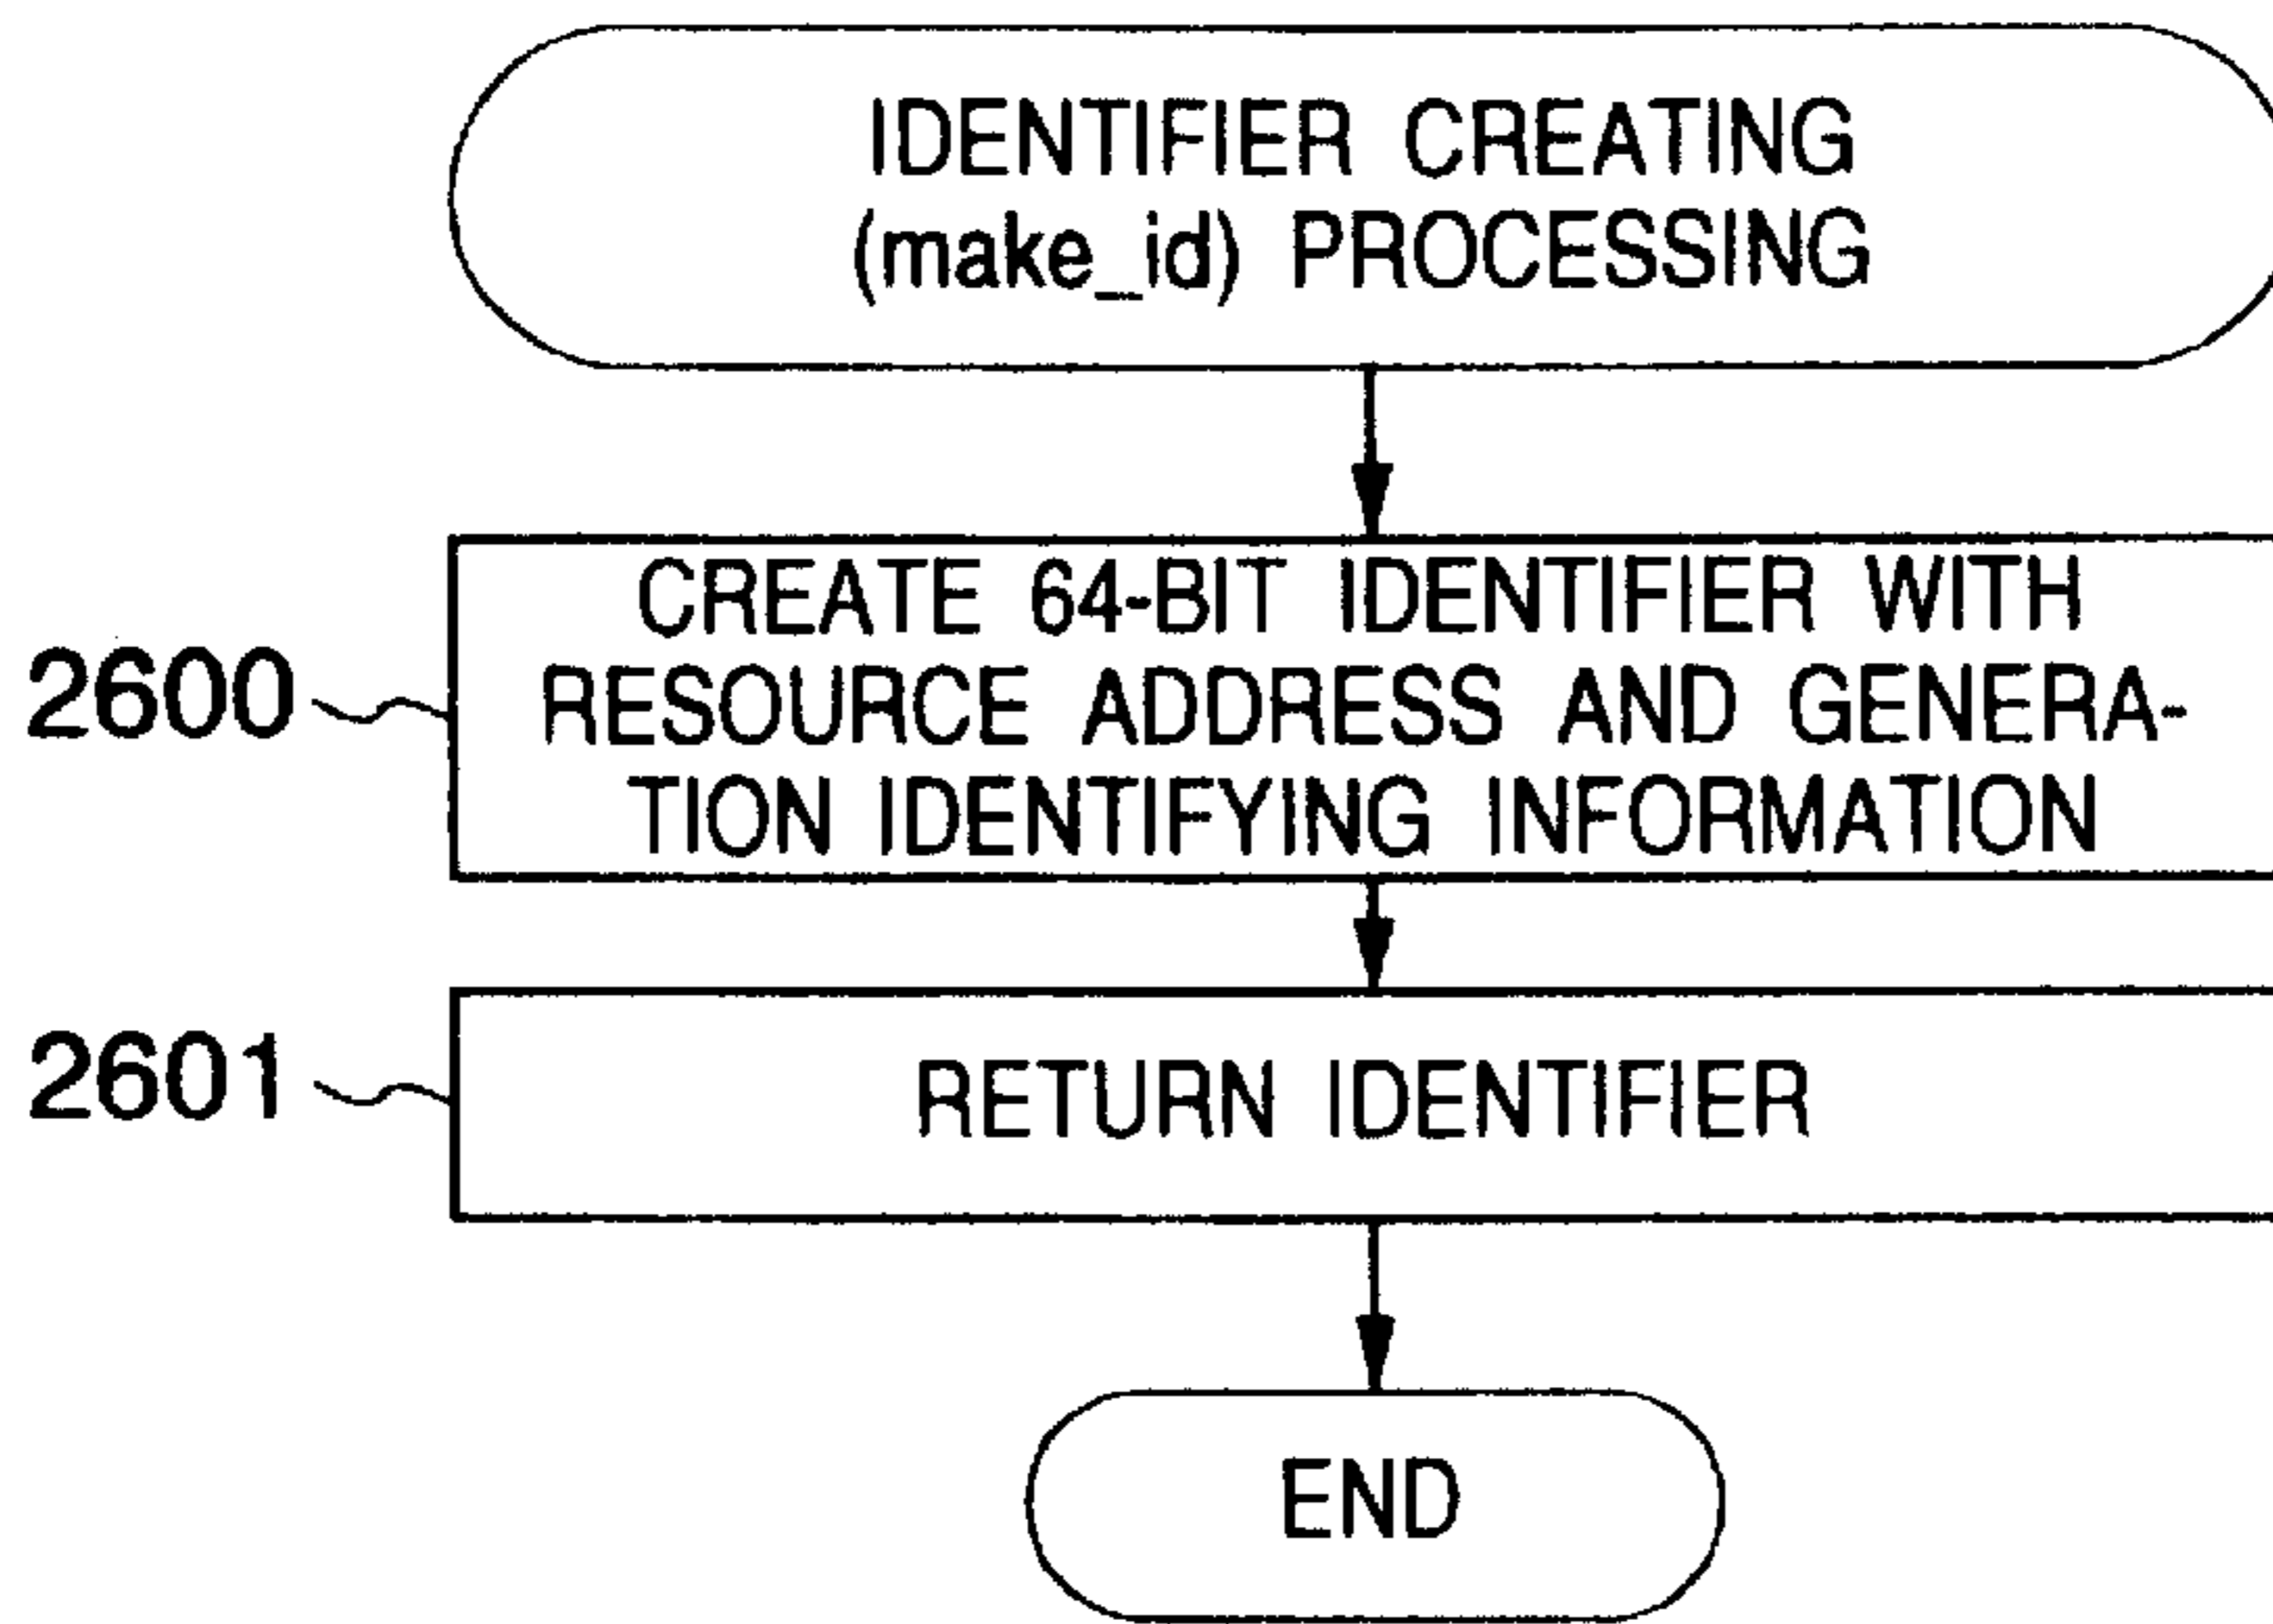 IDENTIFIER CREATING
(make_id) PROCESSING
2600
CREATE 64-BIT IDENTIFIER WITH
RESOURCE ADDRESS AND GENERA-
TION IDENTIFYING INFORMATION
2601
RETURN IDENTIFIER
END